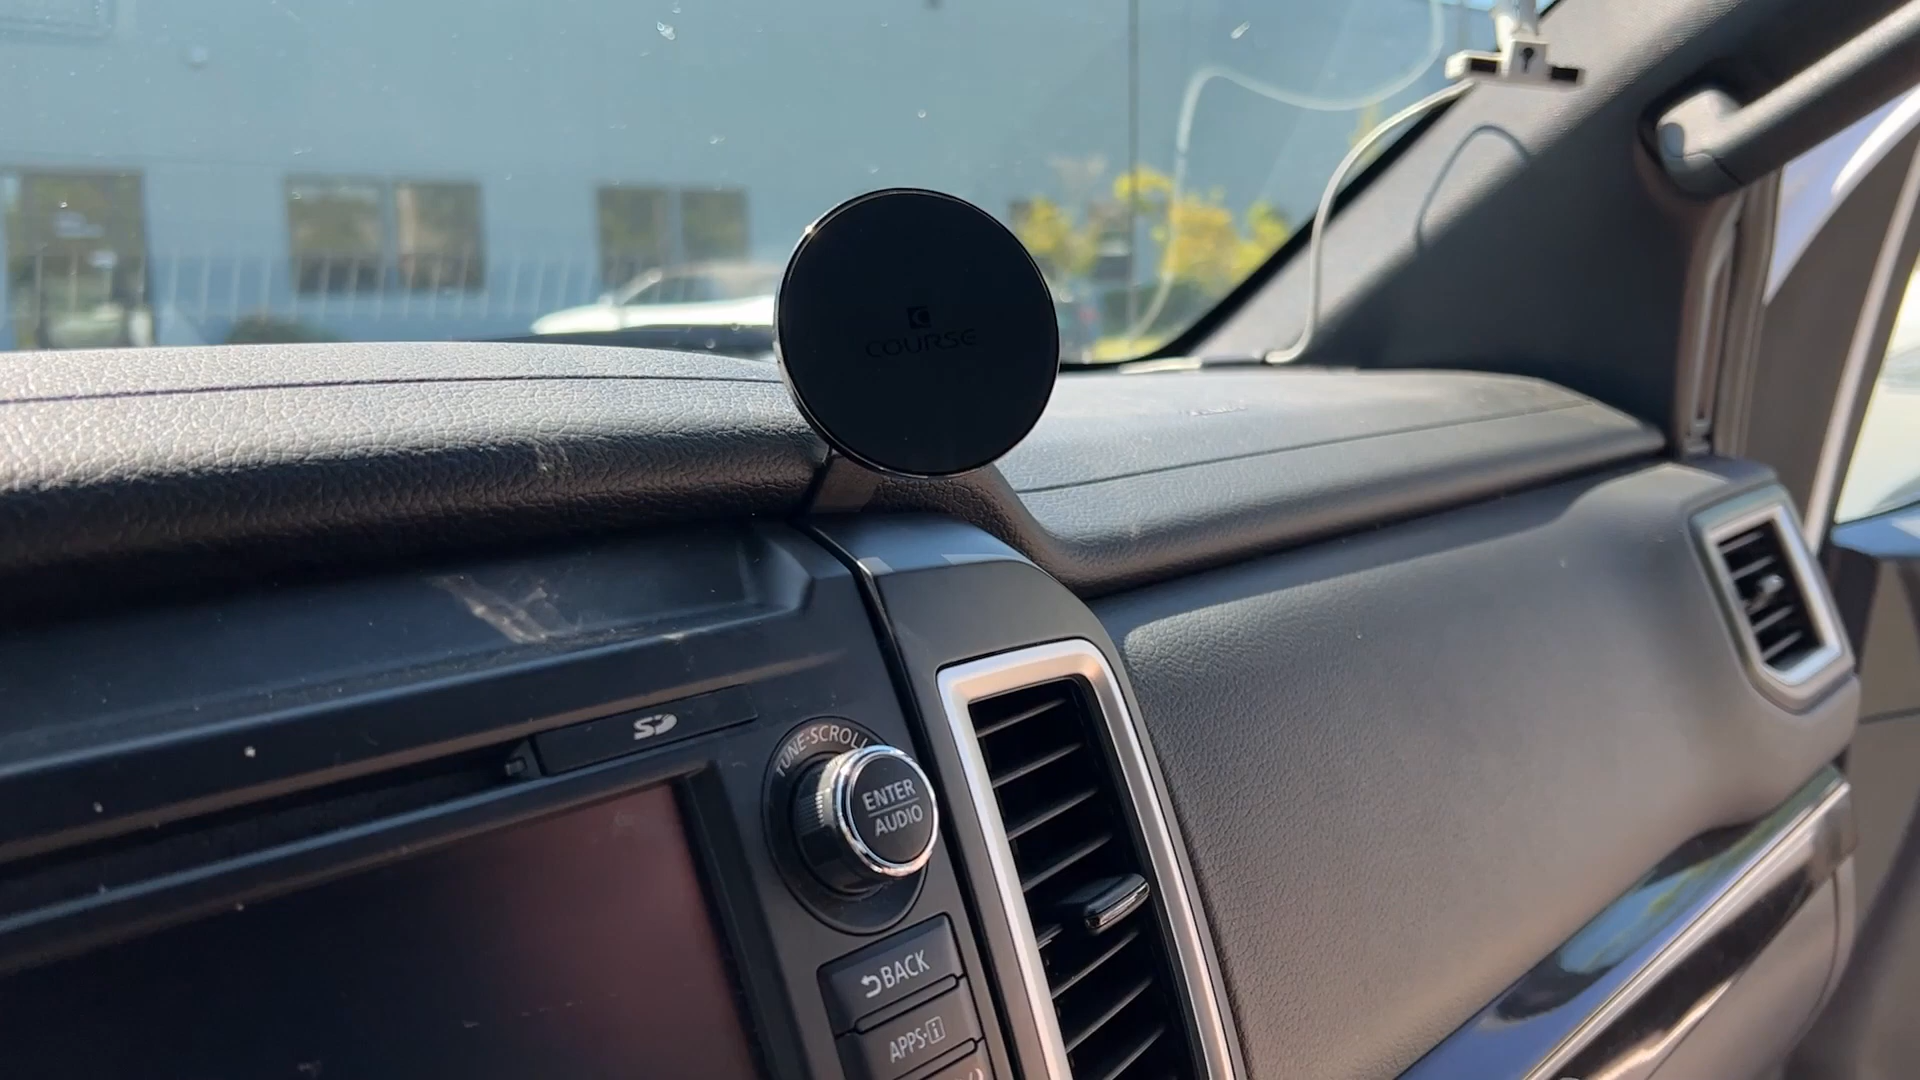 COURSE
SD
TUNE·SCROLL
ENTER
AUDIO
BACK
APPS·i